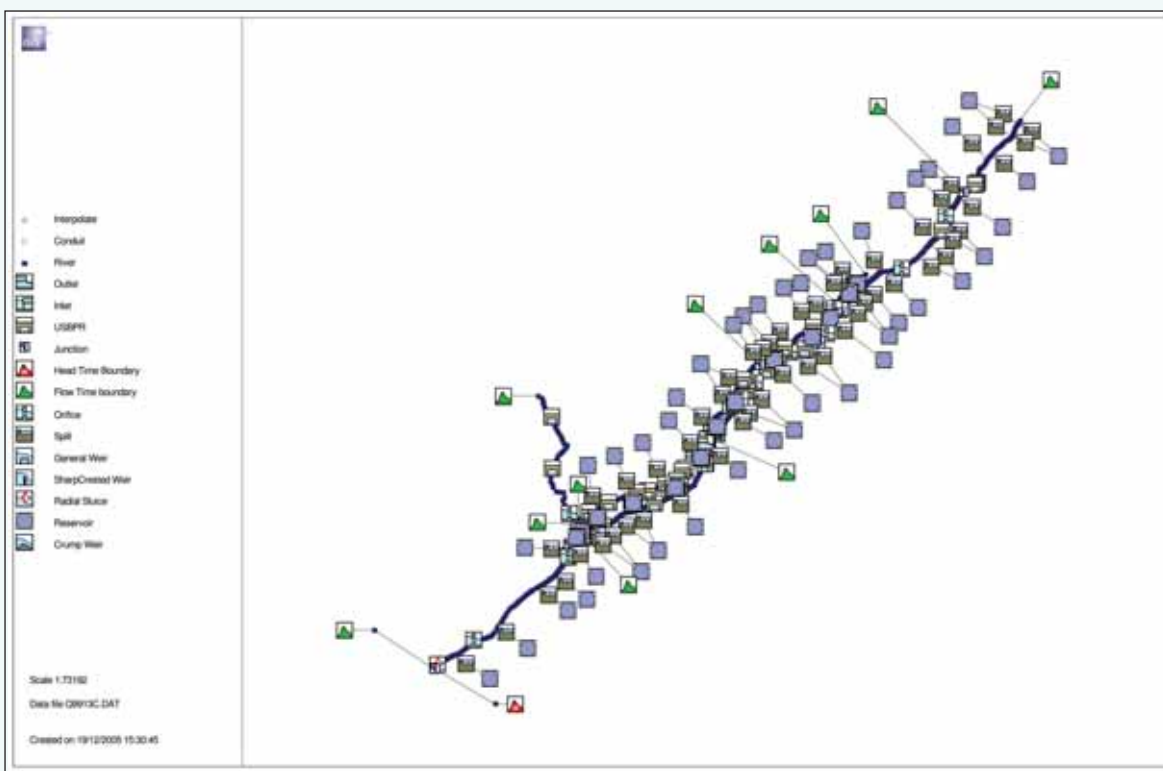 Interpolate
Conduit
River
Outlet
Inlet
USBPR
Junction
Head Time Boundary
Flow Time boundary
Orifice
Spill
General Weir
SharpCrested Weir
Radial Sluice
Reservoir
Crump Weir
Scale 1:73192
Data file Q9913C.DAT
Created on 19/12/2005 15:30:45